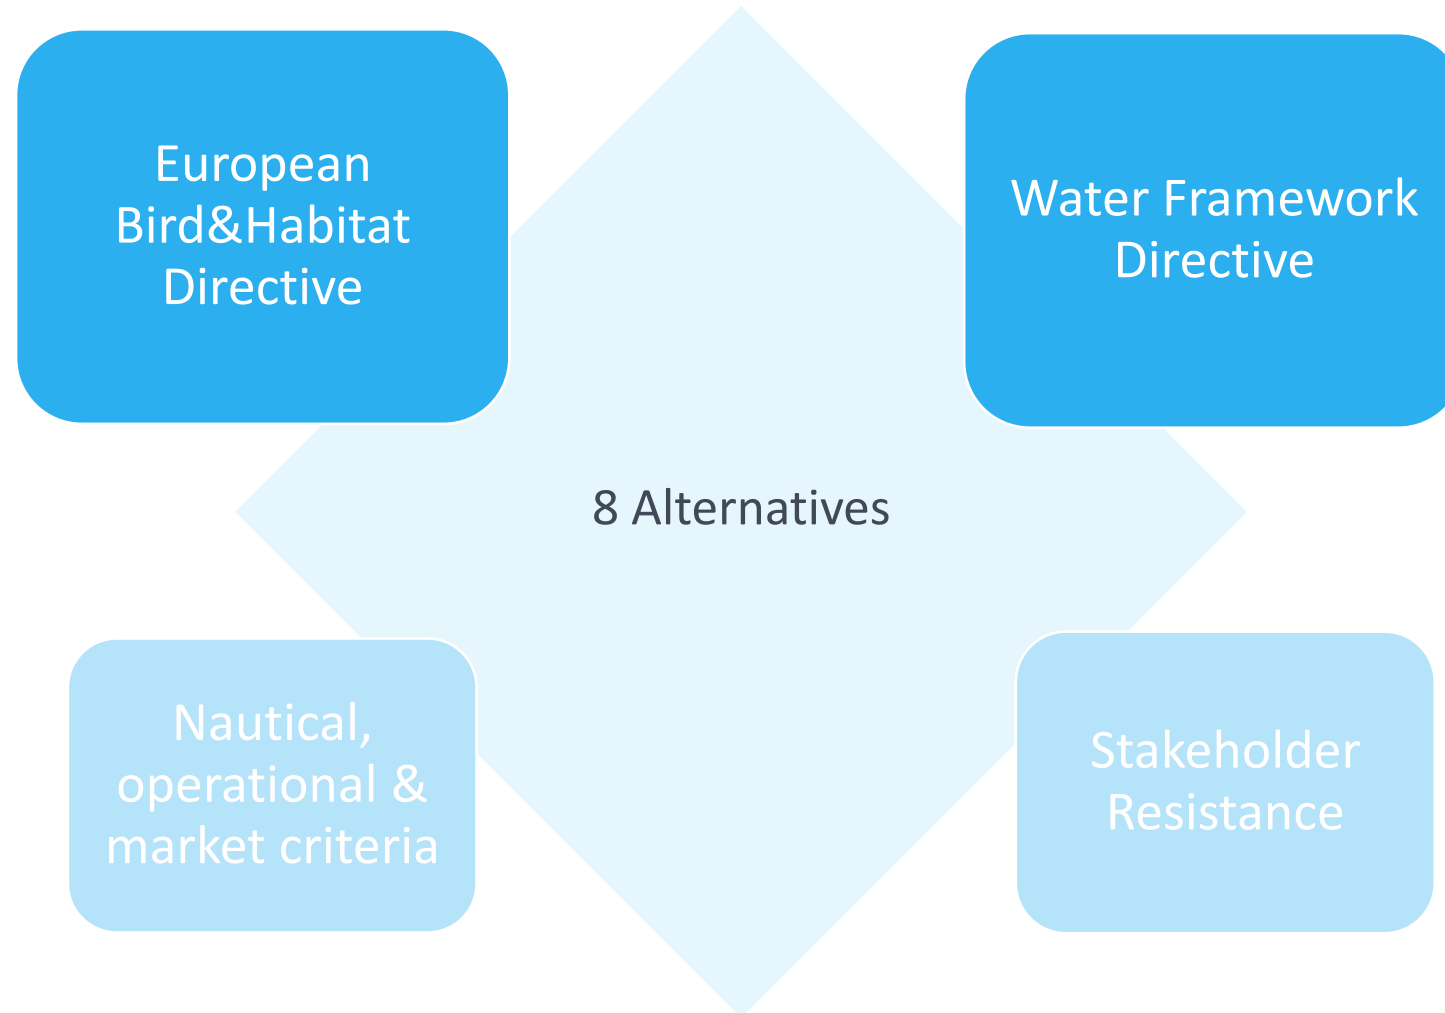 European
Bird&Habitat
Directive
Water Framework
Directive
8 Alternatives
Nautical,
operational &
market criteria
Stakeholder
Resistance